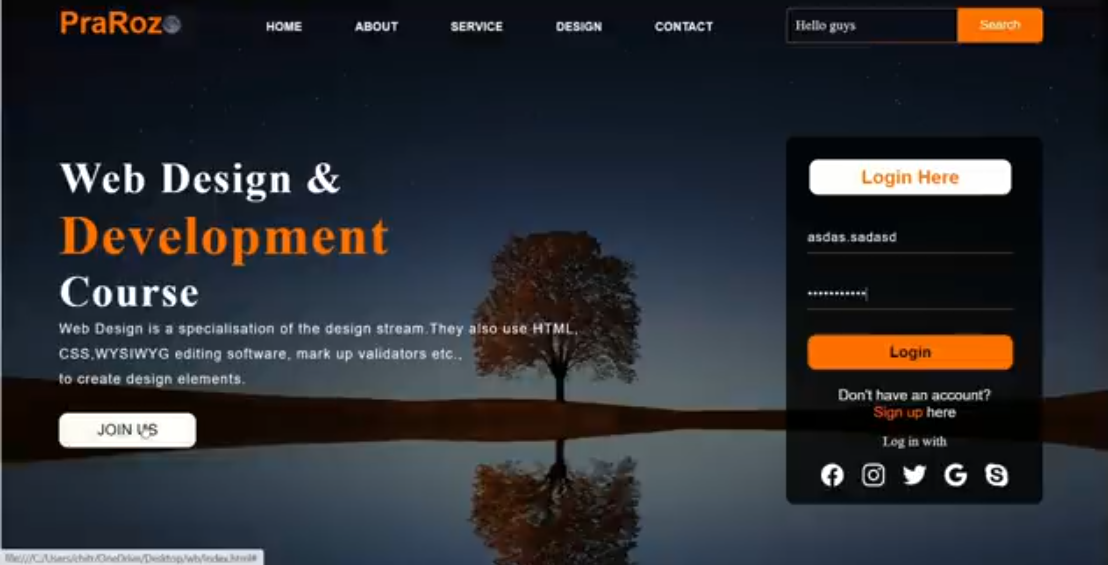 PraRoz
HOME ABOUT SERVICE DESIGN CONTACT
Hello guys
Search
Web Design &
Development
Course
Web Design is a specialisation of the design stream.They also use HTML,
CSS,WYSIWYG editing software, mark up validators etc.,
to create design elements.
JOIN US
Login Here
asdas.sadasd
•••••••••••
Login
Don't have an account?
Sign up here
Log in with
file:///C:/Users/chitr/OneDrive/Desktop/wb/index.html#